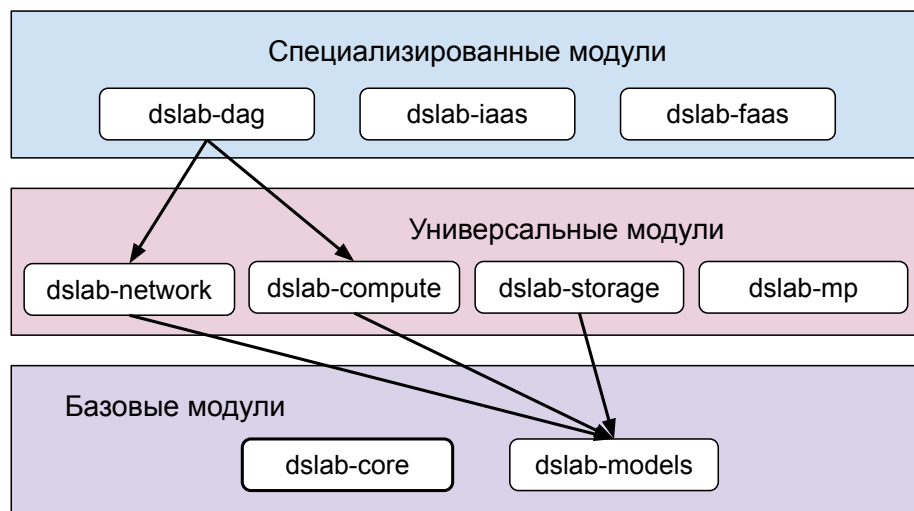 Специализированные модули
dslab-dag
dslab-iaas
dslab-faas
Универсальные модули
dslab-network
dslab-compute
dslab-storage
dslab-mp
Базовые модули
dslab-core
dslab-models